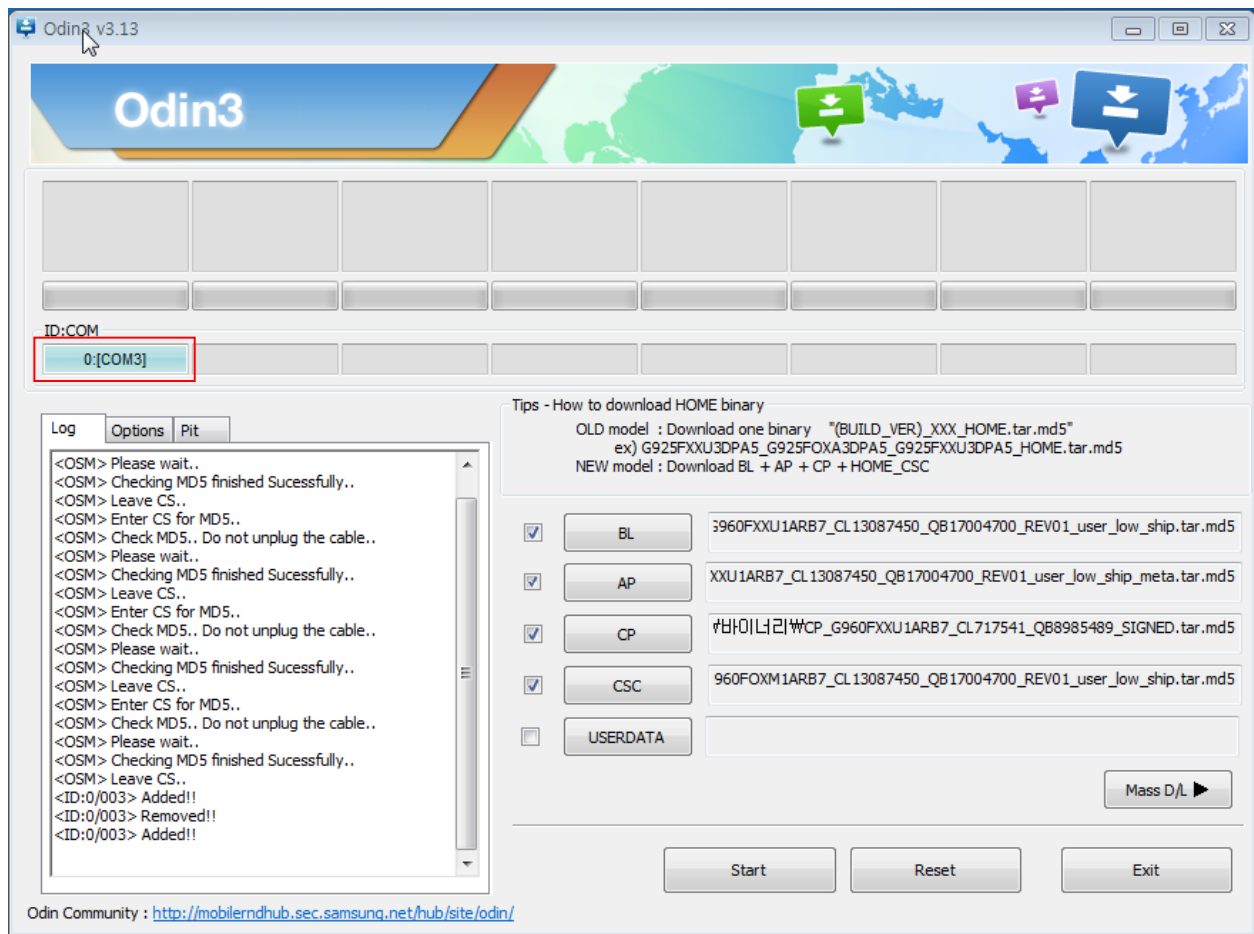 Odin3 v3.13
Odin3
ID:COM
0:[COM3]
Log
Options
Pit
<OSM> Please wait..
<OSM> Checking MD5 finished Sucessfully..
<OSM> Leave CS..
<OSM> Enter CS for MD5..
<OSM> Check MD5.. Do not unplug the cable..
<OSM> Please wait..
<OSM> Checking MD5 finished Sucessfully..
<OSM> Leave CS..
<OSM> Enter CS for MD5..
<OSM> Check MD5.. Do not unplug the cable..
<OSM> Please wait..
<OSM> Checking MD5 finished Sucessfully..
<OSM> Leave CS..
<OSM> Enter CS for MD5..
<OSM> Check MD5.. Do not unplug the cable..
<OSM> Please wait..
<OSM> Checking MD5 finished Sucessfully..
<OSM> Leave CS..
<ID:0/003> Added!!
<ID:0/003> Removed!!
<ID:0/003> Added!!
Tips - How to download HOME binary
OLD model : Download one binary "(BUILD_VER)_XXX_HOME.tar.md5"
ex) G925FXXU3DPA5_G925FOXA3DPA5_G925FXXU3DPA5_HOME.tar.md5
NEW model : Download BL + AP + CP + HOME_CSC
BL
G960FXXU1ARB7_CL13087450_QB17004700_REV01_user_low_ship.tar.md5
AP
XXU1ARB7_CL13087450_QB17004700_REV01_user_low_ship_meta.tar.md5
CP
₩바이너리₩CP_G960FXXU1ARB7_CL717541_QB8985489_SIGNED.tar.md5
CSC
960FOXM1ARB7_CL13087450_QB17004700_REV01_user_low_ship.tar.md5
USERDATA
Mass D/L
Start
Reset
Exit
Odin Community : http://mobilerndhub.sec.samsung.net/hub/site/odin/